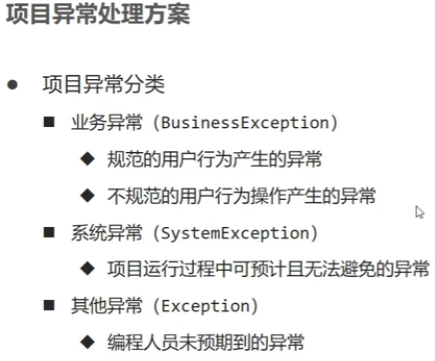 项目异常处理方案
● 项目异常分类
■ 业务异常（BusinessException）
◆ 规范的用户行为产生的异常
◆ 不规范的用户行为操作产生的异常
■ 系统异常（SystemException）
◆ 项目运行过程中可预计且无法避免的异常
■ 其他异常（Exception）
◆ 编程人员未预期到的异常